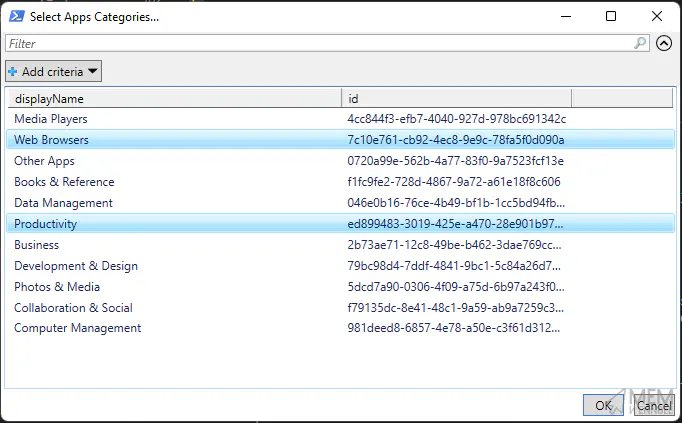 Select Apps Categories...
Filter
Add criteria
displayName id
Media Players 4cc844f3-efb7-4040-927d-978bc691342c
Web Browsers 7c10e761-cb92-4ec8-9e9c-78fa5f0d090a
Other Apps 0720a99e-562b-4a77-83f0-9a7523fcf13e
Books & Reference f1fc9fe2-728d-4867-9a72-a61e18f8c606
Data Management 046e0b16-76ce-4b49-bf1b-1cc5bd94fb...
Productivity ed899483-3019-425e-a470-28e901b97...
Business 2b73ae71-12c8-49be-b462-3dae769cc...
Development & Design 79bc98d4-7ddf-4841-9bc1-5c84a26d7...
Photos & Media 5dcd7a90-0306-4f09-a75d-6b97a243f0...
Collaboration & Social f79135dc-8e41-48c1-9a59-ab9a7259c3...
Computer Management 981deed8-6857-4e78-a50e-c3f61d312...
OK Cancel
MEM